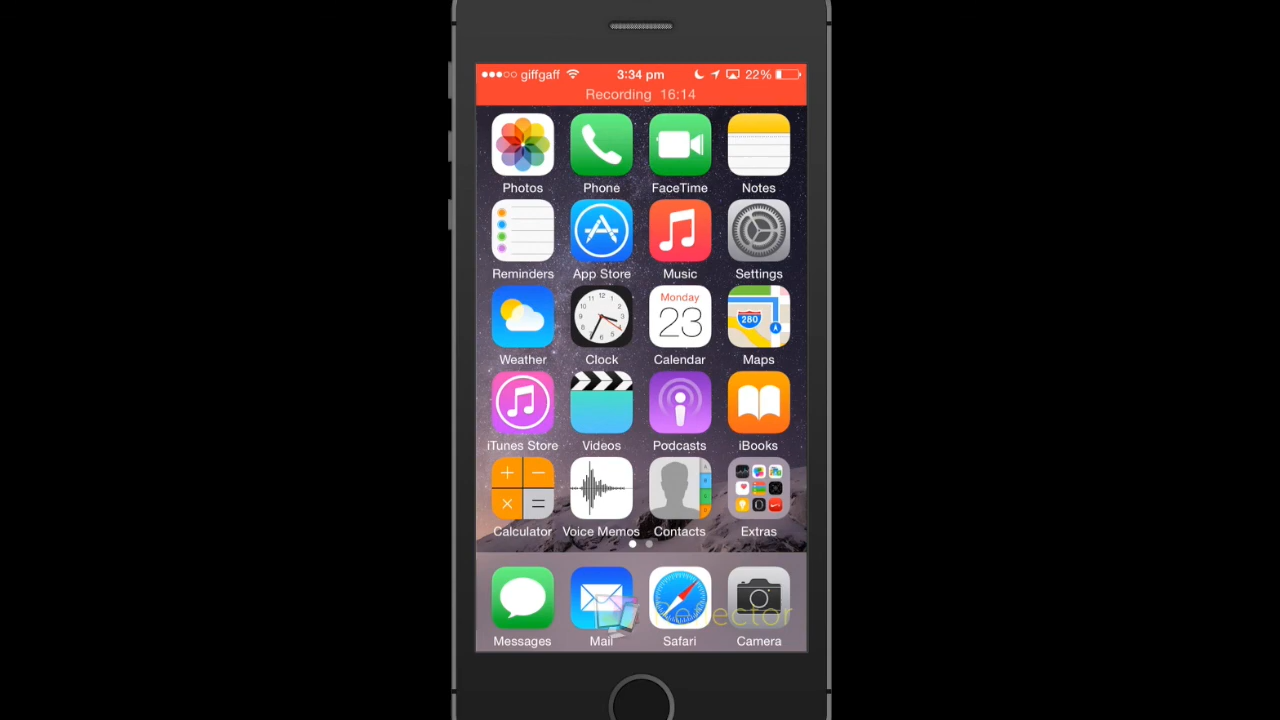 giffgaff 3:34 pm 22%
Recording 16:14
Photos Phone FaceTime Notes
Reminders App Store Music Settings
12
Monday
23
280
Weather Clock Calendar Maps
iTunes Store Videos Podcasts iBooks
Calculator Voice Memos Contacts Extras
Reflector
Messages Mail Safari Camera